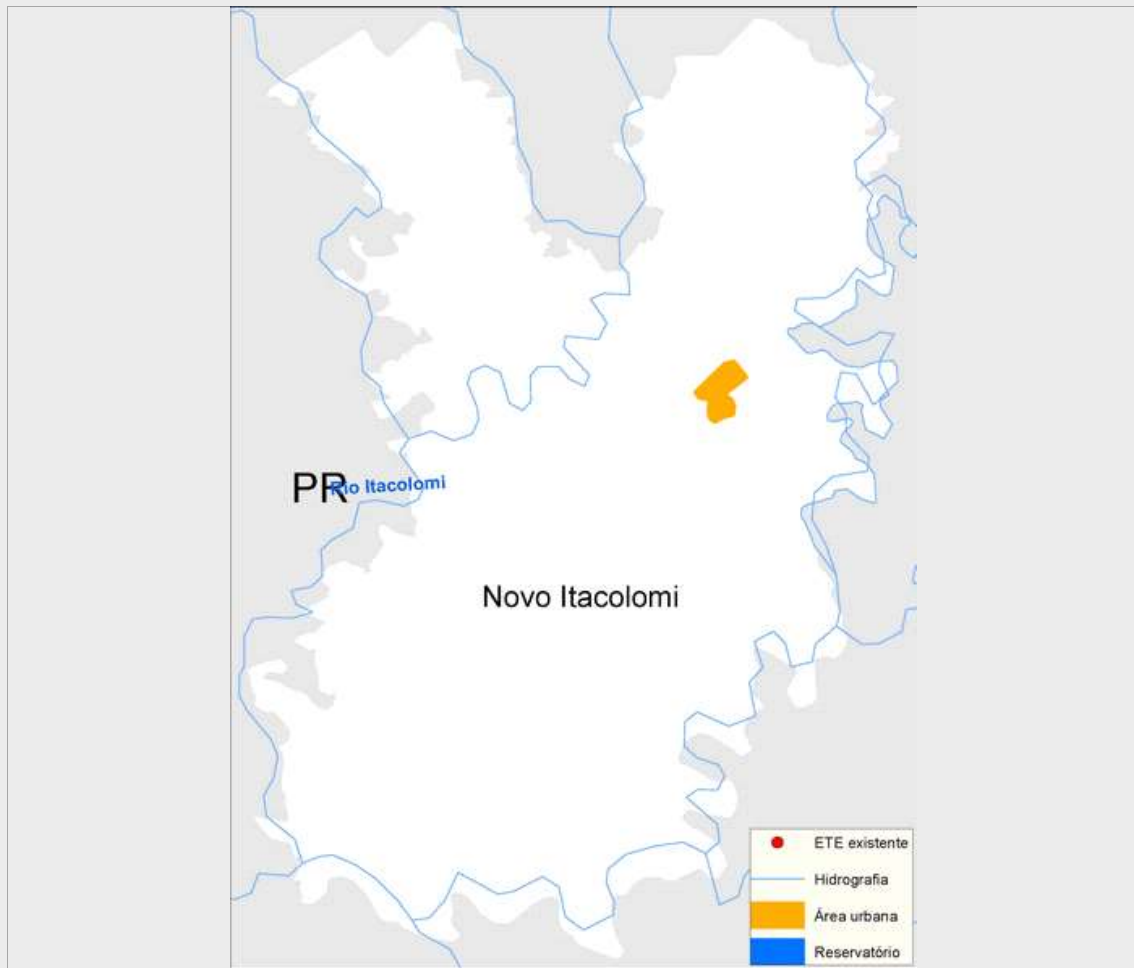 PR
Rio Itacolomi
Novo Itacolomi
ETE existente
Hidrografia
Área urbana
Reservatório